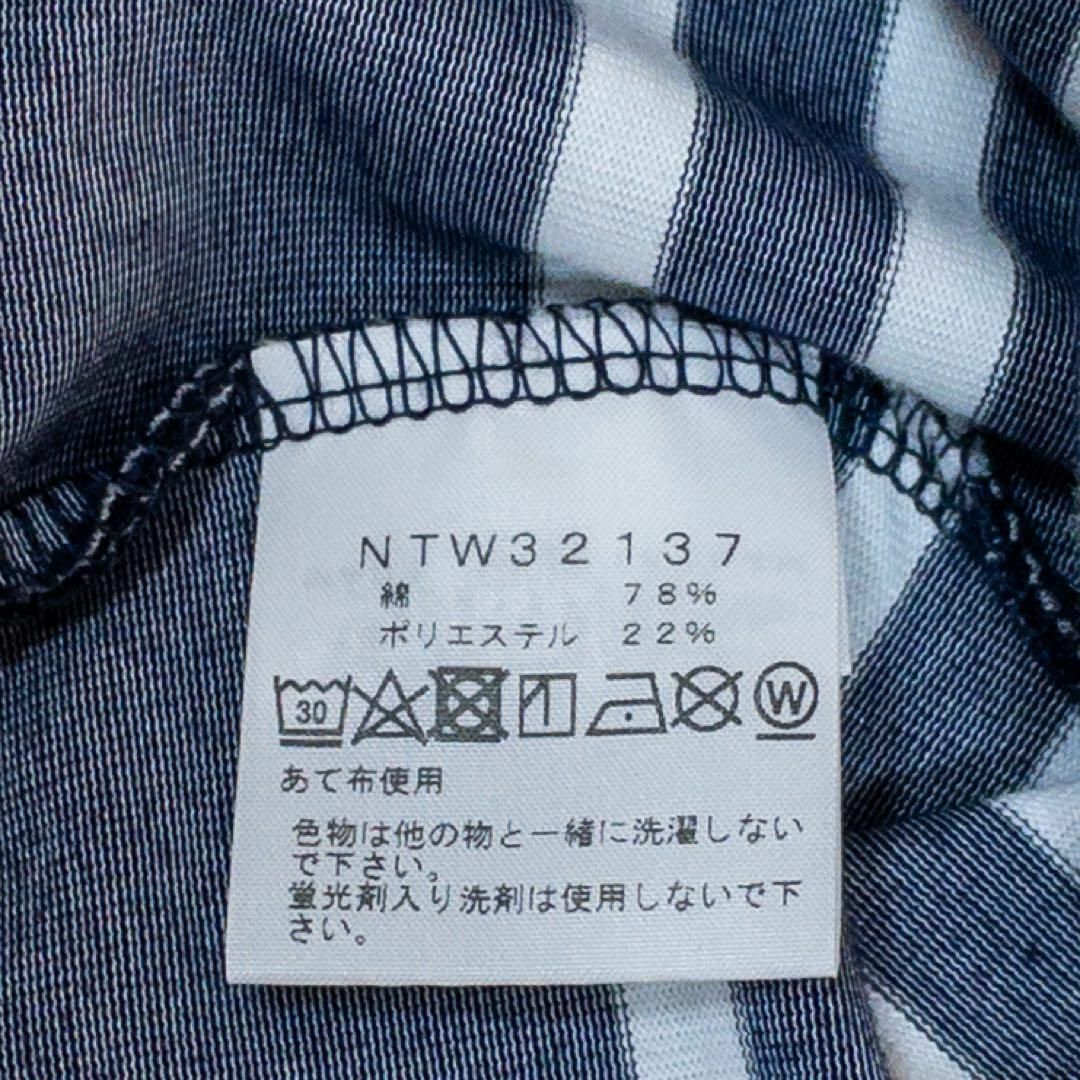 NTW32137
綿 78%
ポリエステル 22%
30 W
あて布使用
色物は他の物と一緒に洗濯しない
で下さい。
蛍光剤入り洗剤は使用しないで下
さい。